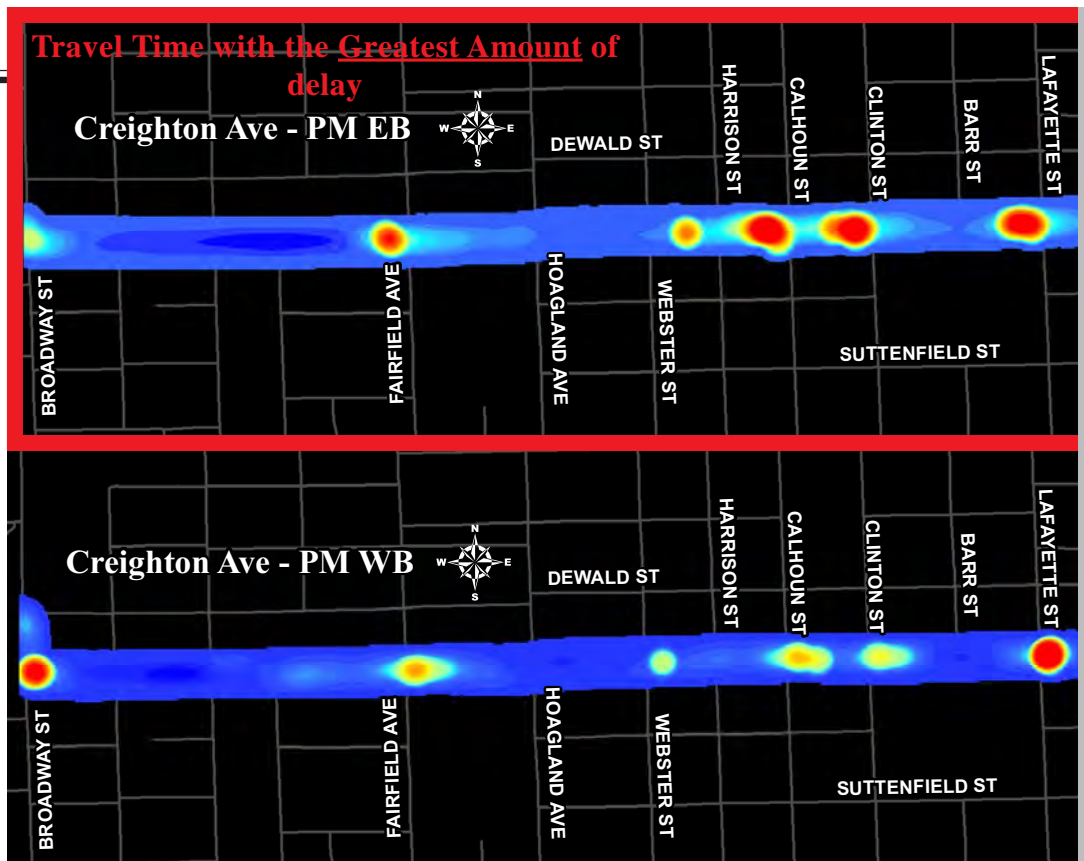 Travel Time with the Greatest Amount of
delay
Creighton Ave - PM EB
N
W
E
S
DEWALD ST
HARRISON ST
CALHOUN ST
CLINTON ST
BARR ST
LAFAYETTE ST
BROADWAY ST
FAIRFIELD AVE
HOAGLAND AVE
WEBSTER ST
SUTTENFIELD ST
Creighton Ave - PM WB
N
W
E
S
DEWALD ST
HARRISON ST
CALHOUN ST
CLINTON ST
BARR ST
LAFAYETTE ST
BROADWAY ST
FAIRFIELD AVE
HOAGLAND AVE
WEBSTER ST
SUTTENFIELD ST